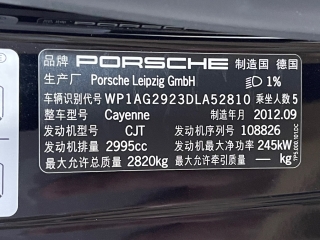 品牌 PORSCHE 制造国 德国
生产厂 Porsche Leipzig GmbH 1%
车辆识别代号 WP1AG2923DLA52810 乘坐人数 5
整车型号 Cayenne 制造年月 2012.09
发动机型号 CJT 发动机序列号 108826
发动机排量 2995cc 发动机最大净功率 245kW
最大允许总质量 2820kg 最大允许牵引质量 — kg